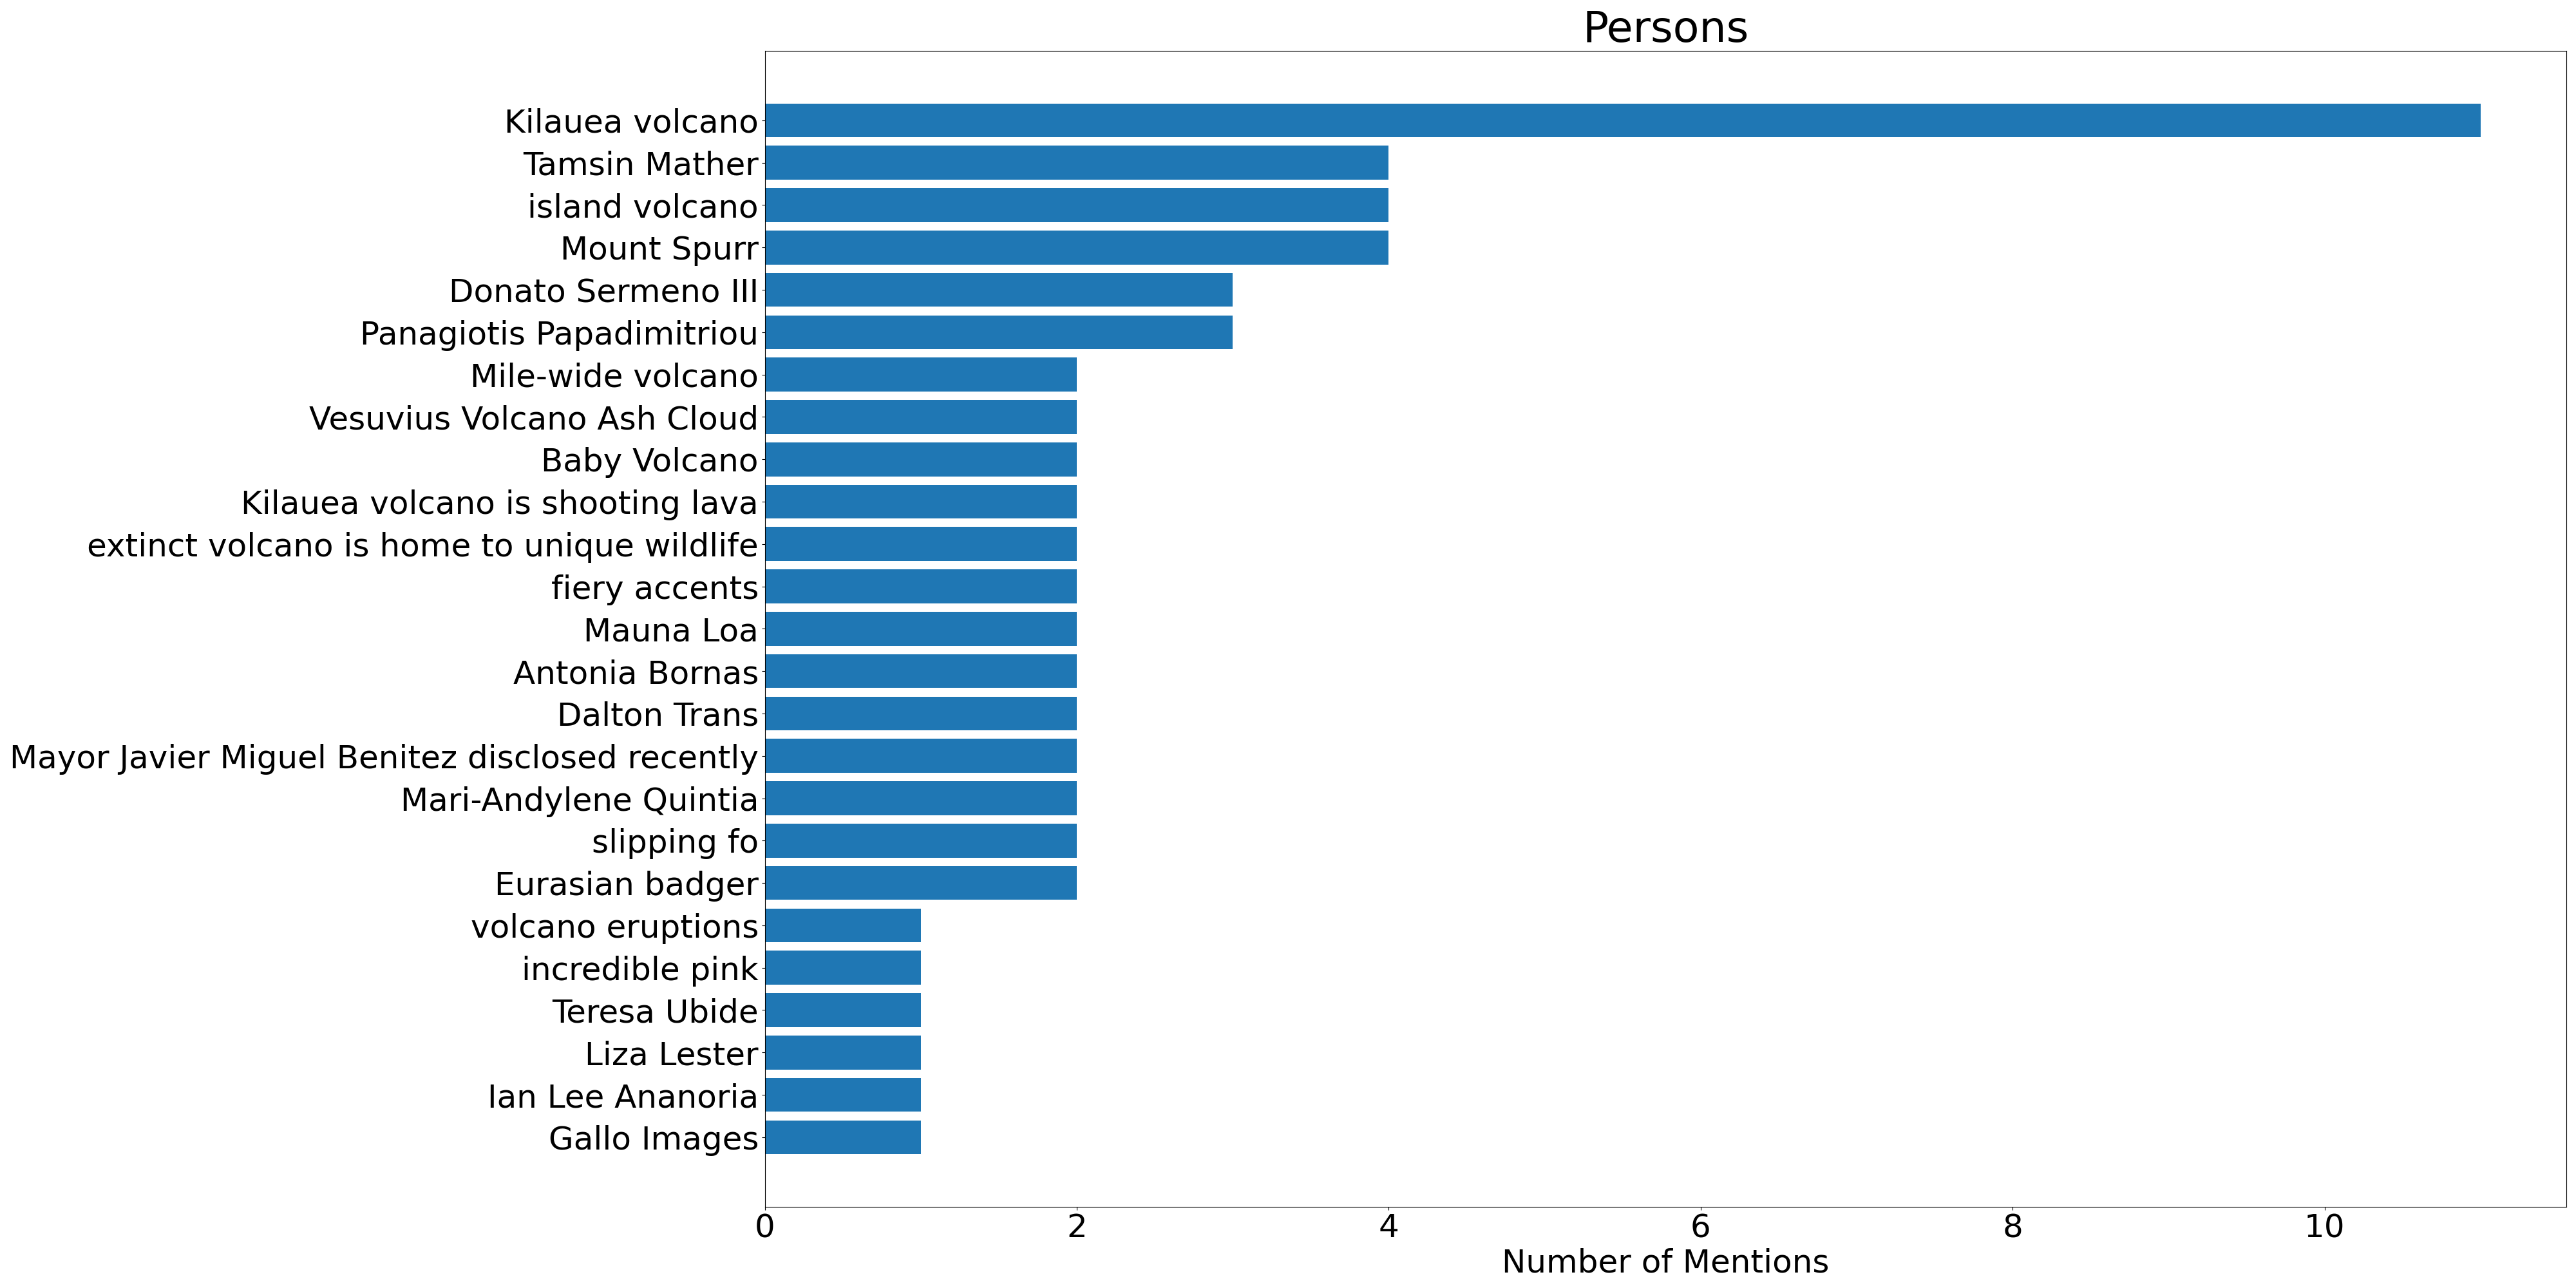 Persons
Kilauea volcano
Tamsin Mather
island volcano
Mount Spurr
Donato Sermeno III
Panagiotis Papadimitriou
Mile-wide volcano
Vesuvius Volcano Ash Cloud
Baby Volcano
Kilauea volcano is shooting lava
extinct volcano is home to unique wildlife
fiery accents
Mauna Loa
Antonia Bornas
Dalton Trans
Mayor Javier Miguel Benitez disclosed recently
Mari-Andylene Quintia
slipping fo
Eurasian badger
volcano eruptions
incredible pink
Teresa Ubide
Liza Lester
Ian Lee Ananoria
Gallo Images
0 2 4 6 8 10
Number of Mentions